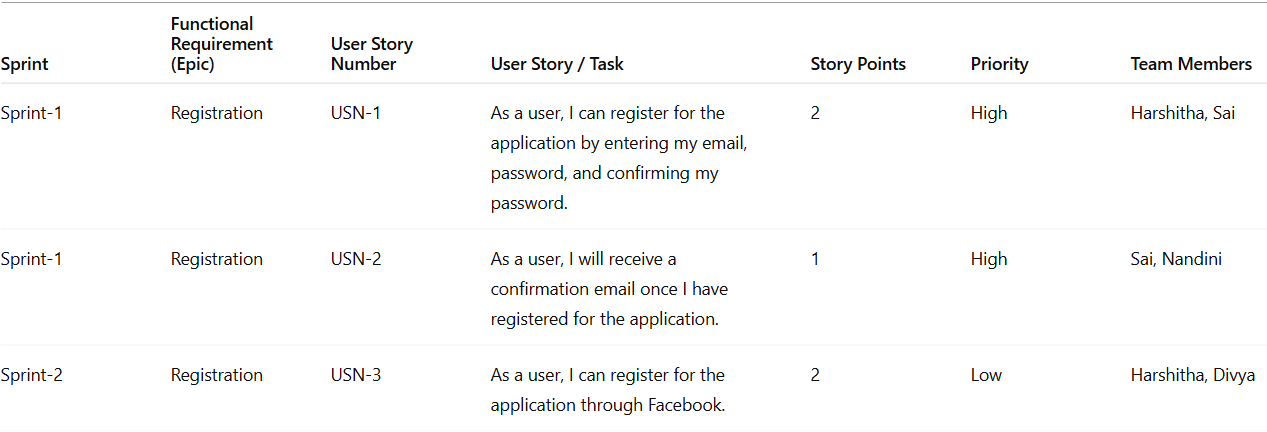 Sprint
Functional
Requirement
(Epic)
User Story
Number
User Story / Task
Story Points
Priority
Team Members
Sprint-1
Registration
USN-1
As a user, I can register for the
application by entering my email,
password, and confirming my
password.
2
High
Harshitha, Sai
Sprint-1
Registration
USN-2
As a user, I will receive a
confirmation email once I have
registered for the application.
1
High
Sai, Nandini
Sprint-2
Registration
USN-3
As a user, I can register for the
application through Facebook.
2
Low
Harshitha, Divya